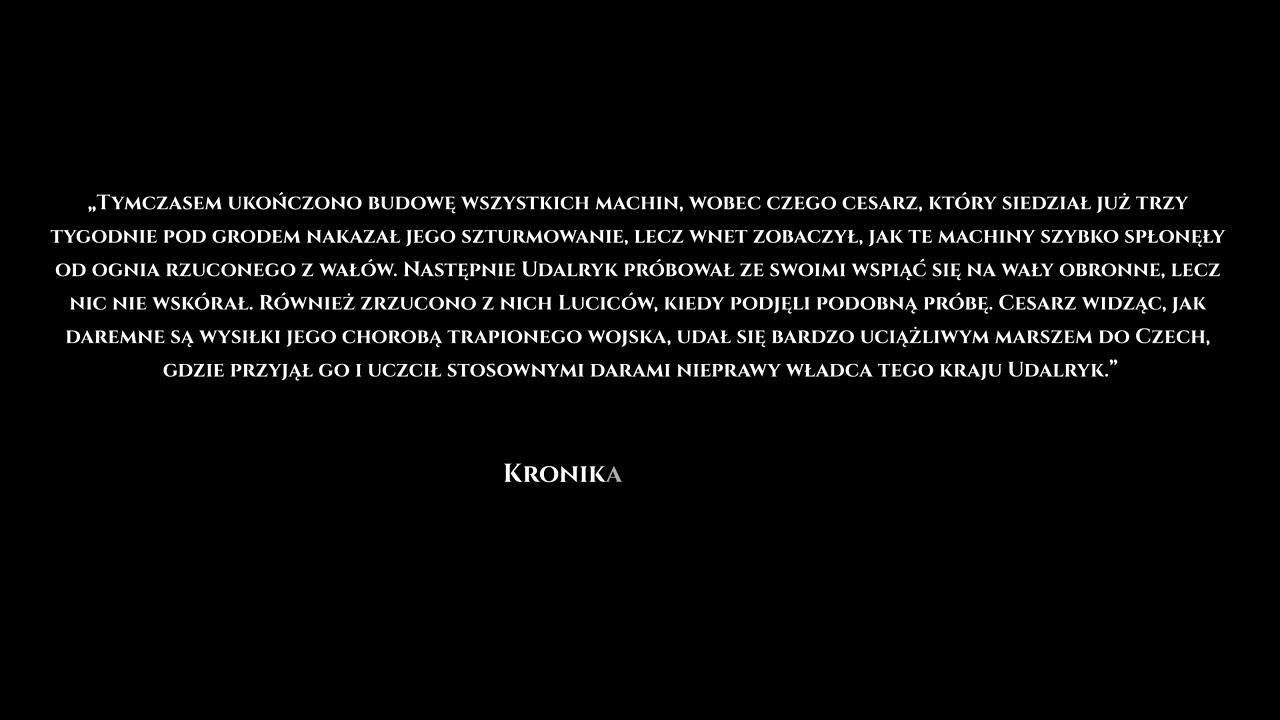 „Tymczasem ukończono budowę wszystkich machin, wobec czego cesarz, który siedział już trzy
tygodnie pod grodem nakazał jego szturmowanie, lecz wnet zobaczył, jak te machiny szybko spłonęły
od ognia rzuconego z wałów. Następnie Udalryk próbował ze swoimi wspiąć się na wały obronne, lecz
nic nie wskórał. Również zrzucono z nich Luciców, kiedy podjęli podobną próbę. Cesarz widząc, jak
daremne są wysiłki jego chorobą trapionego wojska, udał się bardzo uciążliwym marszem do Czech,
gdzie przyjął go i uczcił stosownymi darami nieprawy władca tego kraju Udalryk.”
Kronika